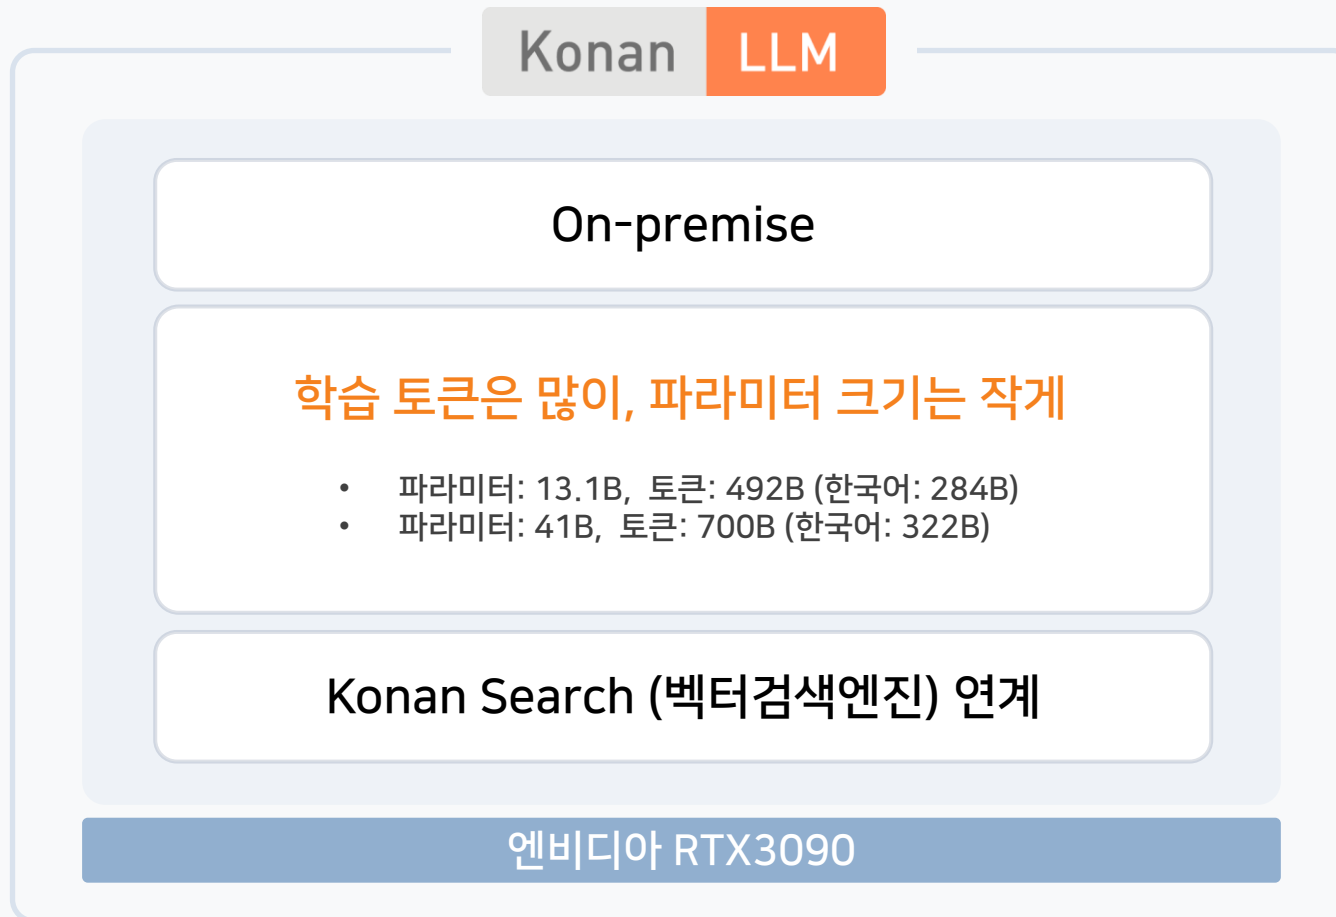 Konan LLM
On-premise
학습 토큰은 많이, 파라미터 크기는 작게
• 파라미터: 13.1B, 토큰: 492B (한국어: 284B)
• 파라미터: 41B, 토큰: 700B (한국어: 322B)
Konan Search (벡터검색엔진) 연계
엔비디아 RTX3090